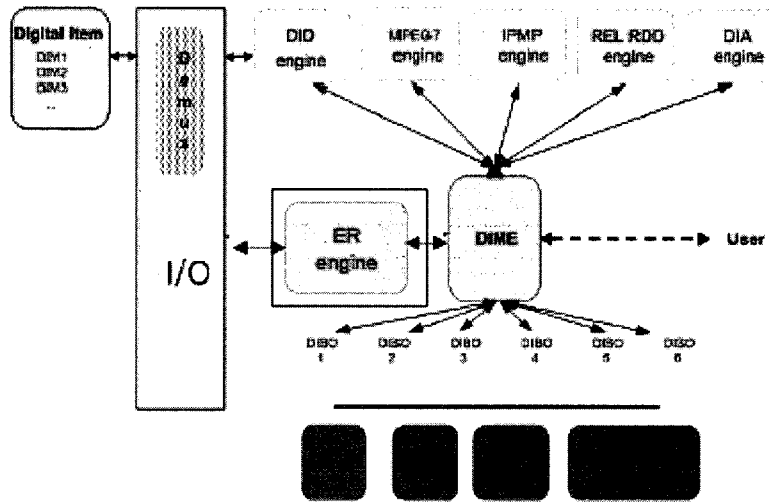 Digital Item
DIM1
DIM2
DIM3
...
Demux
I/O
DID
engine
MPEG7
engine
IPMP
engine
REL RDD
engine
DIA
engine
ER
engine
DIME
User
DIBO
1
DIBO
2
DIBO
3
DIBO
4
DIBO
5
DIBO
6